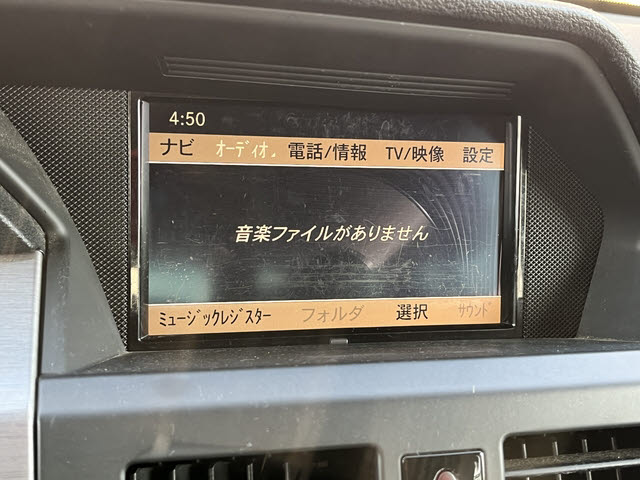 4:50
ナビ オーディオ 電話/情報 TV/映像 設定
音楽ファイルがありません
ミュージックレジスター フォルダ 選択 サウンド